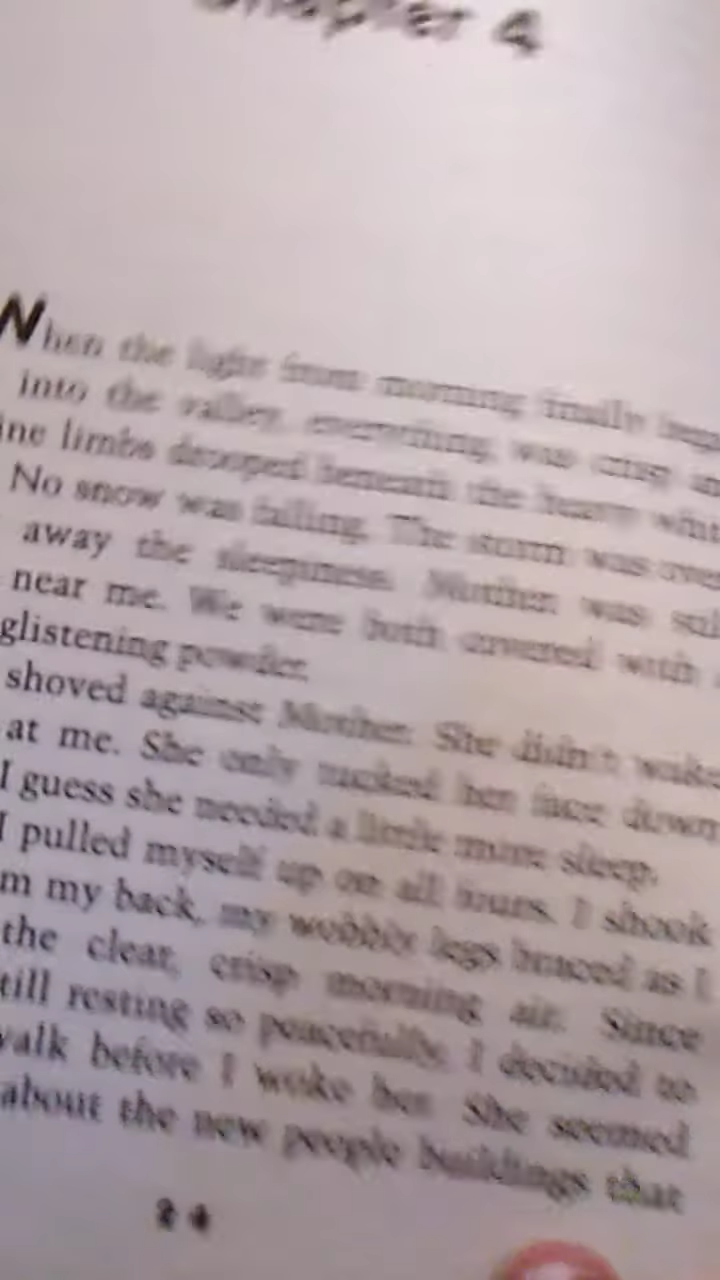 Chapter 4
When the light from morning finally
into the valley, everything was crisp
limbs drooped beneath the heavy
No snow was falling. The storm was over
away the sleepiness. Mother was
near me. We were both covered with
glistening powder.
shoved against Mother. She didn't
at me. She only tucked her face down
I guess she needed a little more sleep.
I pulled myself up on all fours. I shook
my back, my wobbly legs braced as I
the clear, crisp morning air. Since
resting so peacefully, I decided to
before I woke her. She seemed
about the new people buildings that
24